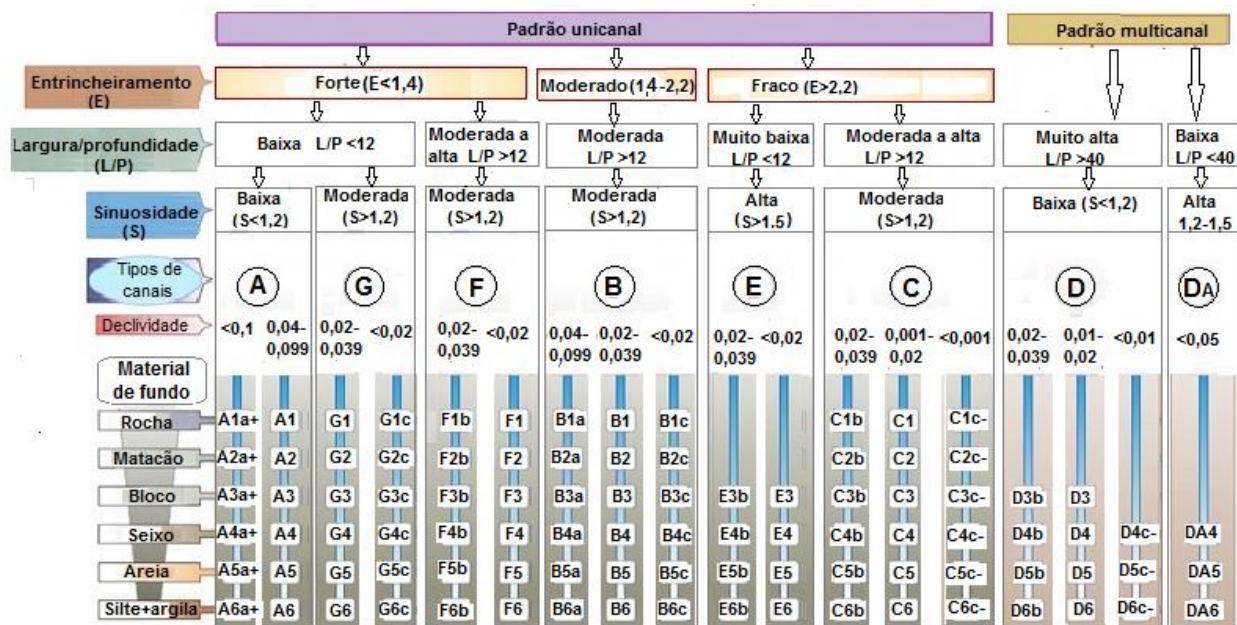 Padrão unicanal
Padrão multicanal
Entrincheiramento
(E)
Forte (E<1,4)
Moderado (1,4-2,2)
Fraco (E>2,2)
Largura/profundidade
(L/P)
Baixa L/P <12
Moderada a
alta L/P >12
Moderada
L/P >12
Muito baixa
L/P <12
Moderada a alta
L/P >12
Muito alta
L/P >40
Baixa
L/P <40
Sinuosidade
(S)
Baixa
(S<1,2)
Moderada
(S>1,2)
Moderada
(S>1,2)
Moderada
(S>1,2)
Alta
(S>1.5)
Moderada
(S>1,2)
Baixa (S<1,2)
Alta
1,2-1,5
Tipos de
canais
A
G
F
B
E
C
D
DA
Declividade
<0,1
0,04-
0,099
0,02-
0,039
<0,02
0,02-
0,039
<0,02
0,04-
0,099
0,02-
0,039
<0,02
0,02-
0,039
<0,02
0,02-
0,039
0,001-
0,02
<0,001
0,02-
0,039
0,01-
0,02
<0,01
<0,05
Material
de fundo
Rocha A1a+ A1 G1 G1c F1b F1 B1a B1 B1c C1b C1 C1c-
Matacão A2a+ A2 G2 G2c F2b F2 B2a B2 B2c C2b C2 C2c-
Bloco A3a+ A3 G3 G3c F3b F3 B3a B3 B3c E3b E3 C3b C3 C3c- D3b D3
Seixo A4a+ A4 G4 G4c F4b F4 B4a B4 B4c E4b E4 C4b C4 C4c- D4b D4 D4c- DA4
Areia A5a+ A5 G5 G5c F5b F5 B5a B5 B5c E5b E5 C5b C5 C5c- D5b D5 D5c- DA5
Silte+argila A6a+ A6 G6 G6c F6b F6 B6a B6 B6c E6b E6 C6b C6 C6c- D6b D6 D6c- DA6